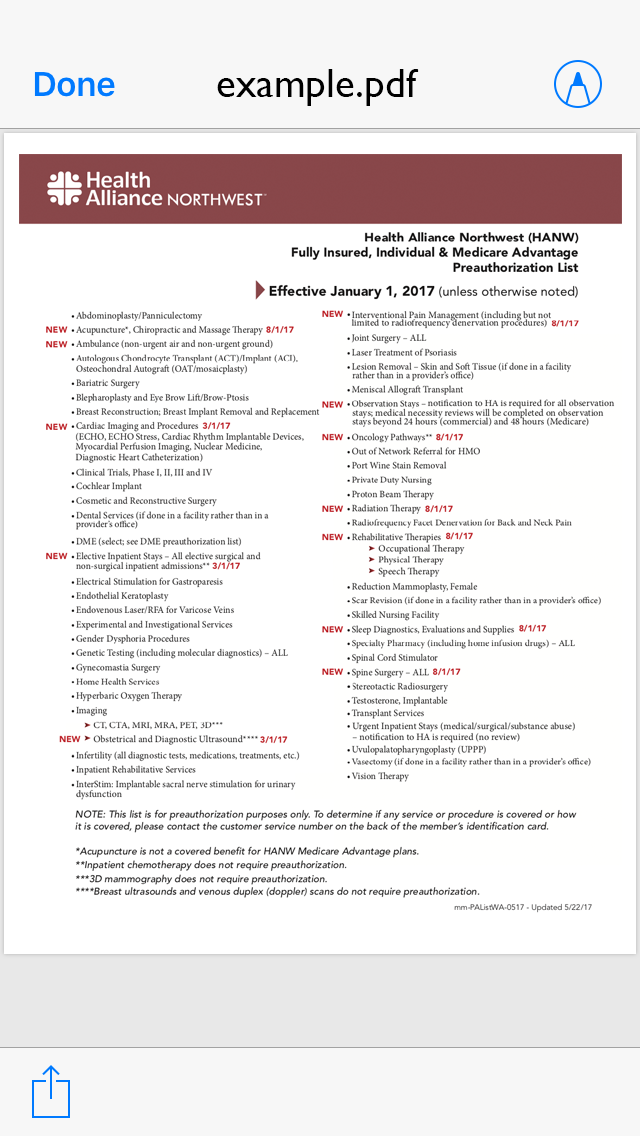 Done
example.pdf
Health
Alliance NORTHWEST
Health Alliance Northwest (HANW)
Fully Insured, Individual & Medicare Advantage
Preauthorization List
Effective January 1, 2017 (unless otherwise noted)
• Abdominoplasty/Panniculectomy
NEW • Acupuncture*, Chiropractic and Massage Therapy 8/1/17
NEW • Ambulance (non-urgent air and non-urgent ground)
• Autologous Chondrocyte Transplant (ACT)/Implant (ACI),
Osteochondral Autograft (OAT/mosaicplasty)
• Bariatric Surgery
• Blepharoplasty and Eye Brow Lift/Brow-Ptosis
• Breast Reconstruction; Breast Implant Removal and Replacement
NEW • Cardiac Imaging and Procedures 3/1/17
(ECHO, ECHO Stress, Cardiac Rhythm Implantable Devices,
Myocardial Perfusion Imaging, Nuclear Medicine,
Diagnostic Heart Catheterization)
• Clinical Trials, Phase I, II, III and IV
• Cochlear Implant
• Cosmetic and Reconstructive Surgery
• Dental Services (if done in a facility rather than in a
provider's office)
• DME (select; see DME preauthorization list)
NEW • Elective Inpatient Stays – All elective surgical and
non-surgical inpatient admissions** 3/1/17
• Electrical Stimulation for Gastroparesis
• Endothelial Keratoplasty
• Endovenous Laser/RFA for Varicose Veins
• Experimental and Investigational Services
• Gender Dysphoria Procedures
• Genetic Testing (including molecular diagnostics) – ALL
• Gynecomastia Surgery
• Home Health Services
• Hyperbaric Oxygen Therapy
• Imaging
➤ CT, CTA, MRI, MRA, PET, 3D***
NEW ➤ Obstetrical and Diagnostic Ultrasound**** 3/1/17
• Infertility (all diagnostic tests, medications, treatments, etc.)
• Inpatient Rehabilitative Services
• InterStim: Implantable sacral nerve stimulation for urinary
dysfunction
NEW • Interventional Pain Management (including but not
limited to radiofrequency denervation procedures) 8/1/17
• Joint Surgery – ALL
• Laser Treatment of Psoriasis
• Lesion Removal – Skin and Soft Tissue (if done in a facility
rather than in a provider's office)
• Meniscal Allograft Transplant
NEW • Observation Stays – notification to HA is required for all observation
stays; medical necessity reviews will be completed on observation
stays beyond 24 hours (commercial) and 48 hours (Medicare)
NEW • Oncology Pathways** 8/1/17
• Out of Network Referral for HMO
• Port Wine Stain Removal
• Private Duty Nursing
• Proton Beam Therapy
NEW • Radiation Therapy 8/1/17
• Radiofrequency Facet Denervation for Back and Neck Pain
NEW • Rehabilitative Therapies 8/1/17
➤ Occupational Therapy
➤ Physical Therapy
➤ Speech Therapy
• Reduction Mammoplasty, Female
• Scar Revision (if done in a facility rather than in a provider's office)
• Skilled Nursing Facility
NEW • Sleep Diagnostics, Evaluations and Supplies 8/1/17
• Specialty Pharmacy (including home infusion drugs) – ALL
• Spinal Cord Stimulator
NEW • Spine Surgery – ALL 8/1/17
• Stereotactic Radiosurgery
• Testosterone, Implantable
• Transplant Services
• Urgent Inpatient Stays (medical/surgical/substance abuse)
– notification to HA is required (no review)
• Uvulopalatopharyngoplasty (UPPP)
• Vasectomy (if done in a facility rather than in a provider's office)
• Vision Therapy
NOTE: This list is for preauthorization purposes only. To determine if any service or procedure is covered or how
it is covered, please contact the customer service number on the back of the member's identification card.
*Acupuncture is not a covered benefit for HANW Medicare Advantage plans.
**Inpatient chemotherapy does not require preauthorization.
***3D mammography does not require preauthorization.
****Breast ultrasounds and venous duplex (doppler) scans do not require preauthorization.
mm-PAListWA-0517 - Updated 5/22/17